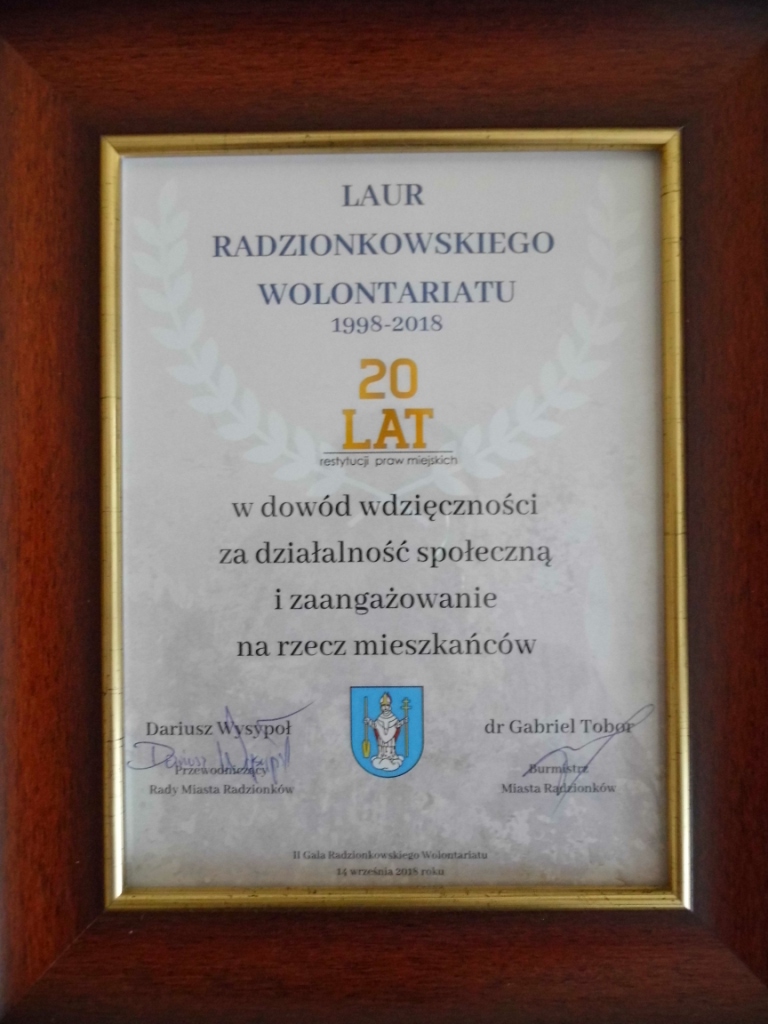 LAUR
RADZIONKOWSKIEGO
WOLONTARIATU
1998-2018
20
LAT
restytucji praw miejskich
w dowód wdzięczności
za działalność społeczną
i zaangażowanie
na rzecz mieszkańców
Dariusz Wysypoł
Dariusz Wysypoł
Przewodniczący
Rady Miasta Radzionków
dr Gabriel Tobor
Burmistrz
Miasta Radzionków
II Gala Radzionkowskiego Wolontariatu
14 września 2018 roku